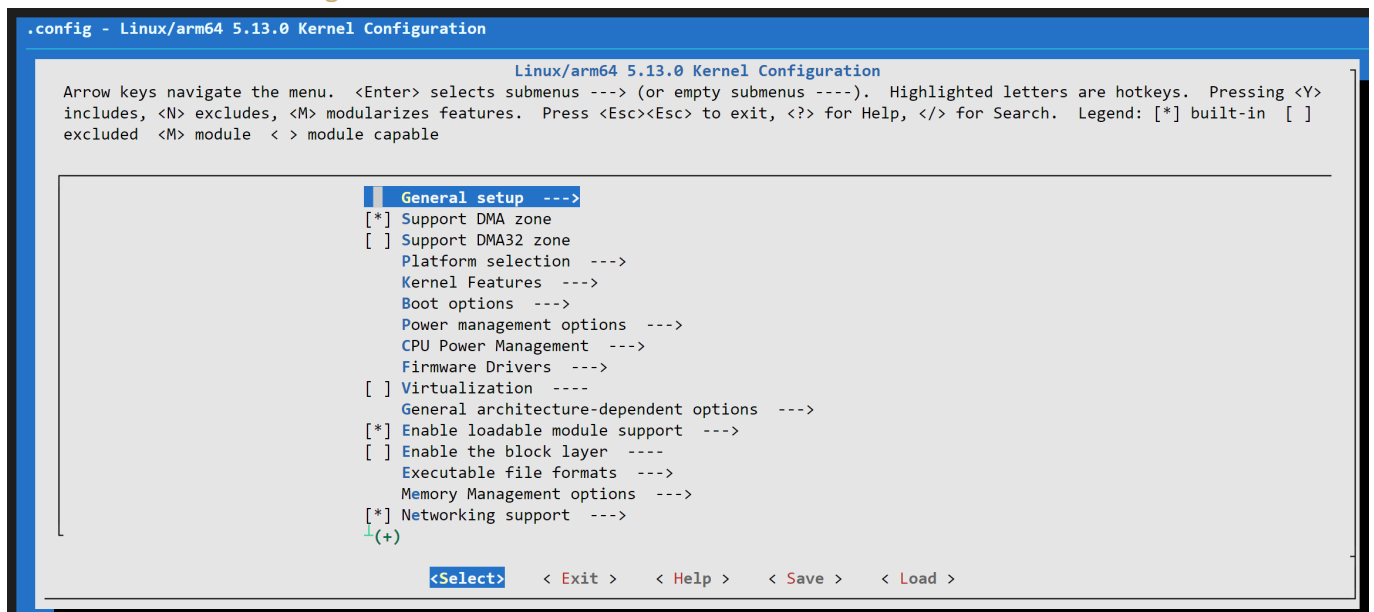 .config - Linux/arm64 5.13.0 Kernel Configuration
Linux/arm64 5.13.0 Kernel Configuration
Arrow keys navigate the menu.  <Enter> selects submenus ---> (or empty submenus ----).  Highlighted letters are hotkeys.  Pressing <Y>
includes, <N> excludes, <M> modularizes features.  Press <Esc><Esc> to exit, <?> for Help, </> for Search.  Legend: [*] built-in  [ ]
excluded  <M> module  < > module capable
General setup  --->
[*] Support DMA zone
[ ] Support DMA32 zone
Platform selection  --->
Kernel Features  --->
Boot options  --->
Power management options  --->
CPU Power Management  --->
Firmware Drivers  --->
[ ] Virtualization  ----
General architecture-dependent options  --->
[*] Enable loadable module support  --->
[ ] Enable the block layer  ----
Executable file formats  --->
Memory Management options  --->
[*] Networking support  --->
(+)
<Select>    < Exit >    < Help >    < Save >    < Load >